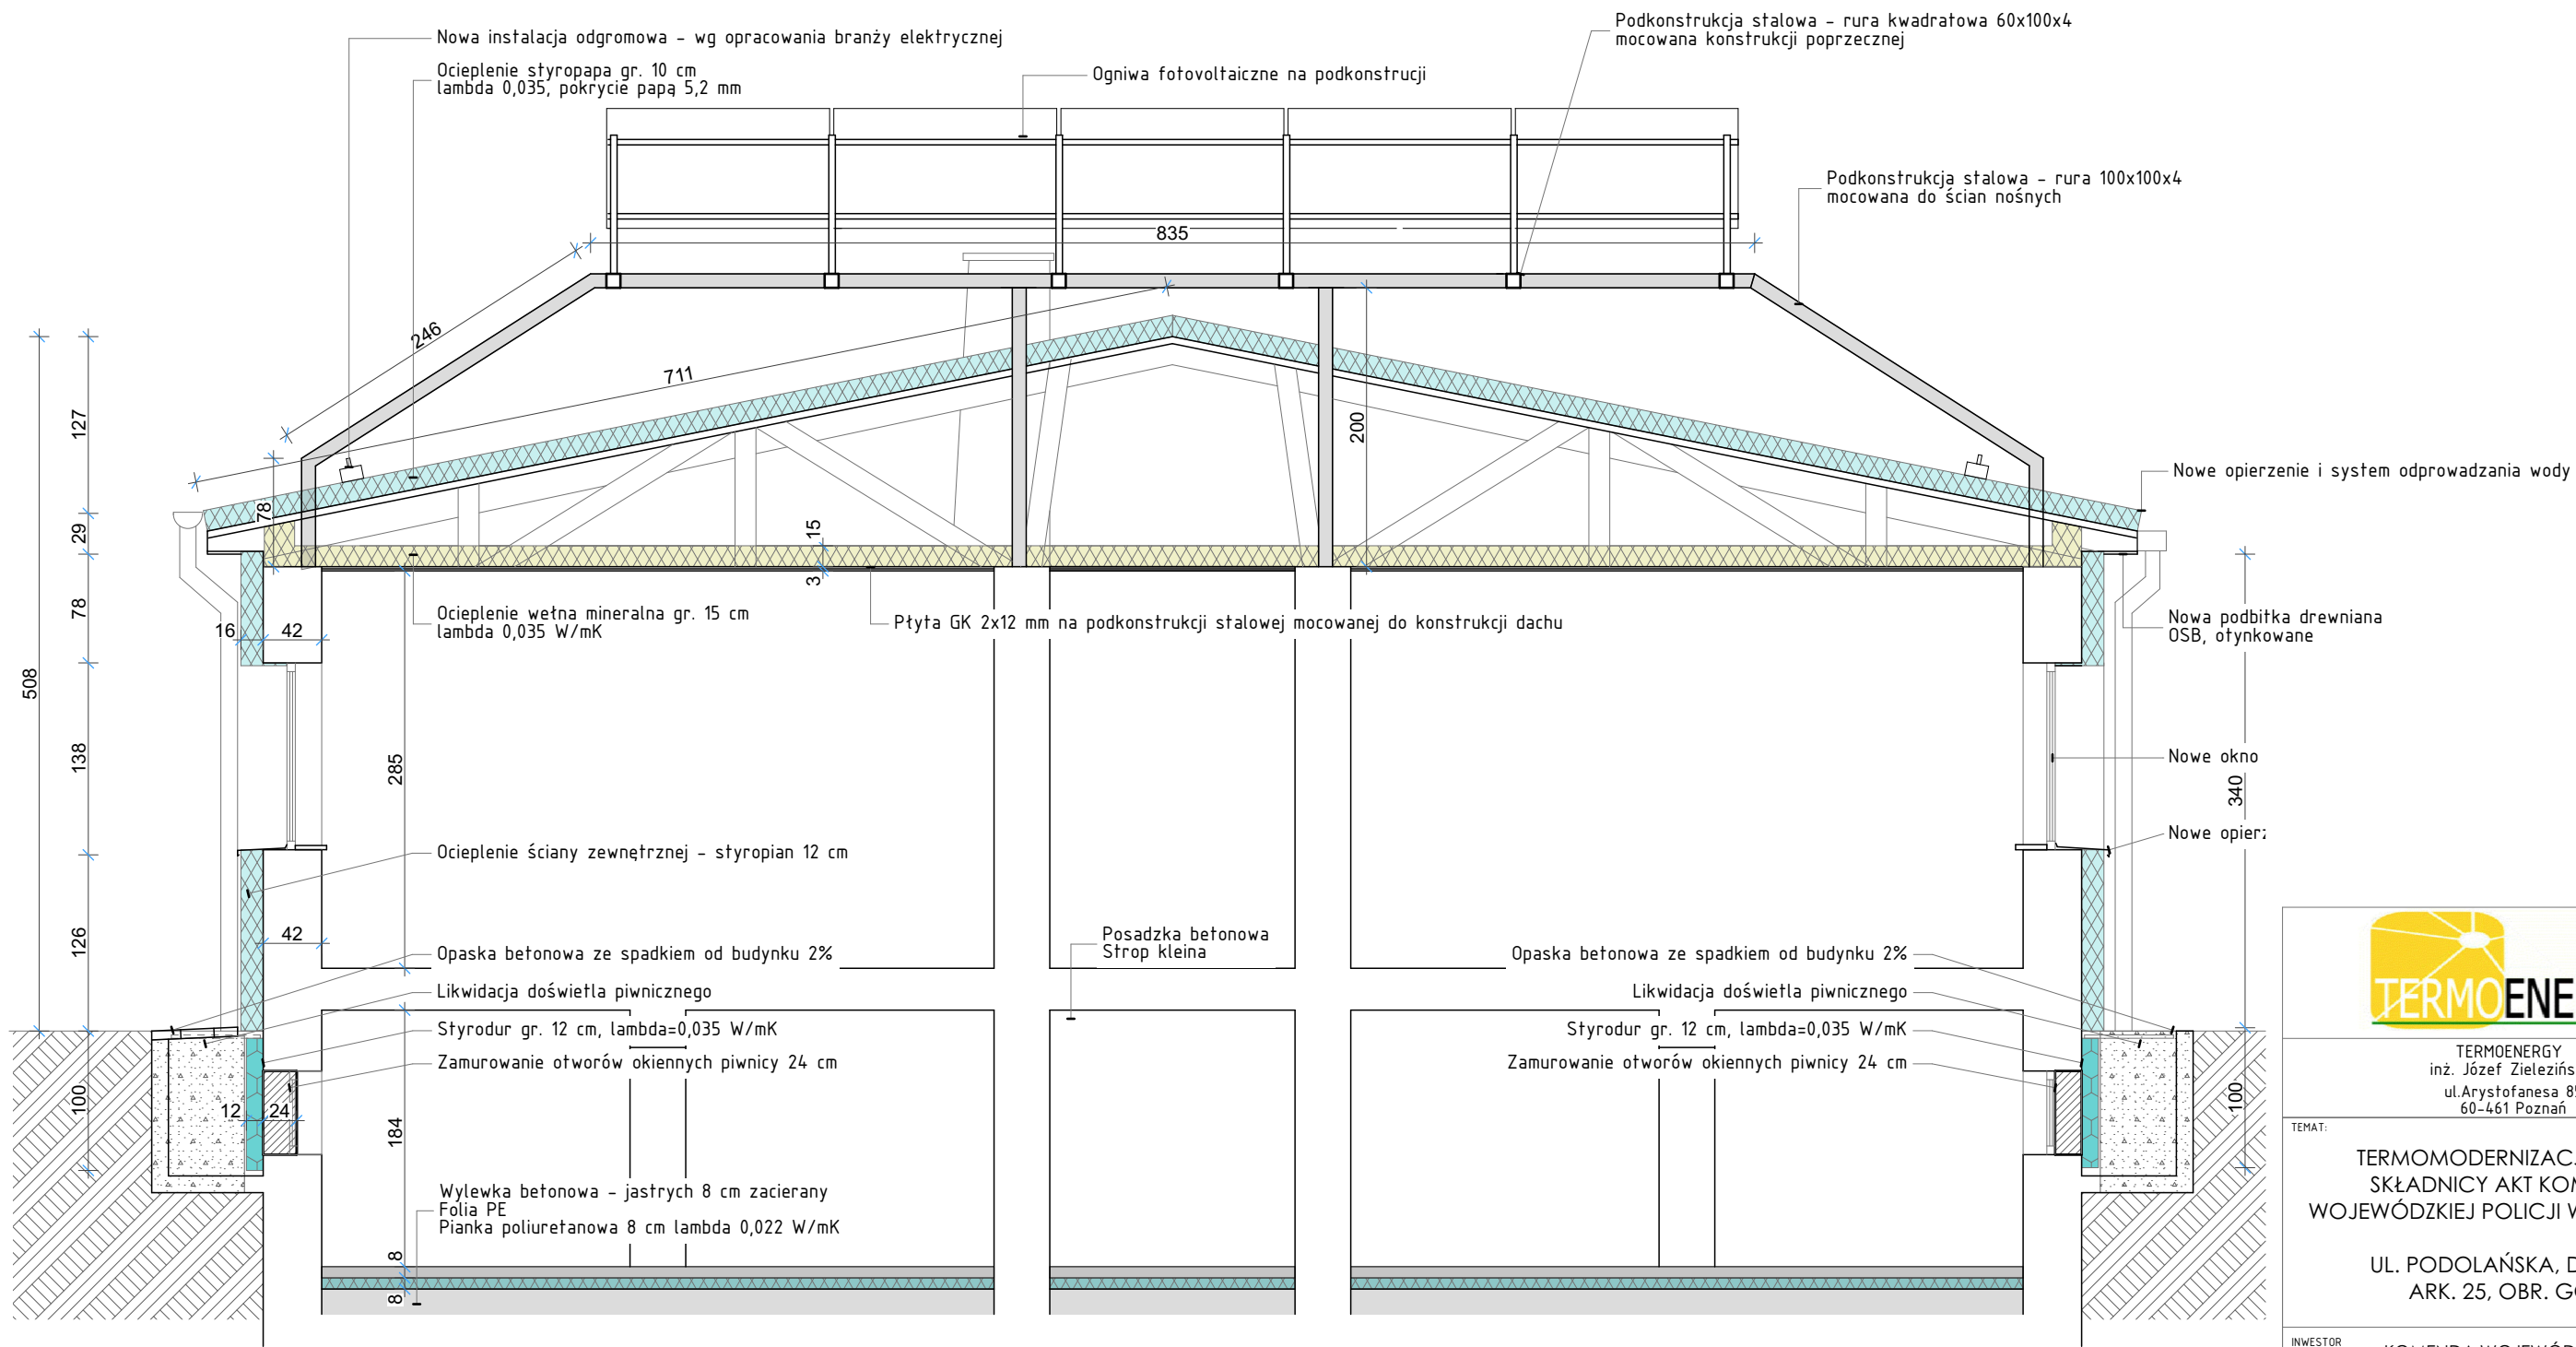 Nowa instalacja odgromowa - wg opracowania branży elektrycznej
Ocieplenie styropapa gr. 10 cm
lambda 0,035, pokrycie papą 5,2 mm
Ogniwa fotovoltaiczne na podkonstrucji
Podkonstrukcja stalowa - rura kwadratowa 60x100x4
mocowana konstrukcji poprzecznej
Podkonstrukcja stalowa - rura 100x100x4
mocowana do ścian nośnych
835
246
711
200
127
78
29
15
3
Nowe opierzenie i system odprowadzania wody
Ocieplenie wełna mineralna gr. 15 cm
lambda 0,035 W/mK
Płyta GK 2x12 mm na podkonstrukcji stalowej mocowanej do konstrukcji dachu
Nowa podbitka drewniana
OSB, otynkowane
78
16
42
508
138
285
Nowe okno
340
Nowe opierz
Ocieplenie ściany zewnętrznej - styropian 12 cm
126
42
Opaska betonowa ze spadkiem od budynku 2%
Posadzka betonowa
Strop kleina
Opaska betonowa ze spadkiem od budynku 2%
Likwidacja doświetla piwnicznego
Likwidacja doświetla piwnicznego
Styrodur gr. 12 cm, lambda=0,035 W/mK
Styrodur gr. 12 cm, lambda=0,035 W/mK
Zamurowanie otworów okiennych piwnicy 24 cm
Zamurowanie otworów okiennych piwnicy 24 cm
100
12
24
184
100
Wylewka betonowa - jastrych 8 cm zacierany
Folia PE
Pianka poliuretanowa 8 cm lambda 0,022 W/mK
8
8
TERMOENE
TERMOENERGY
inż. Józef Zielezińs
ul.Arystofanesa 8
60-461 Poznań
TEMAT:
TERMOMODERNIZAC
SKŁADNICY AKT KOM
WOJEWÓDZKIEJ POLICJI W
UL. PODOLAŃSKA, D
ARK. 25, OBR. G
INWESTOR
KOMENDA WOJEWÓD